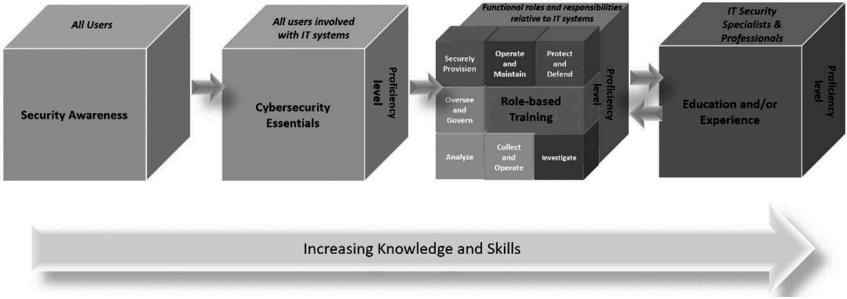 All Users
Security Awareness
All users involved
with IT systems
Cybersecurity
Essentials
Proficiency
level
Functional roles and responsibilities
relative to IT systems
Securely
Provision
Operate
and
Maintain
Protect
and
Defend
Oversee
and
Govern
Role-based
Training
Analyze
Collect
and
Operate
Investigate
Proficiency
level
IT Security
Specialists &
Professionals
Education and/or
Experience
Proficiency
level
Increasing Knowledge and Skills